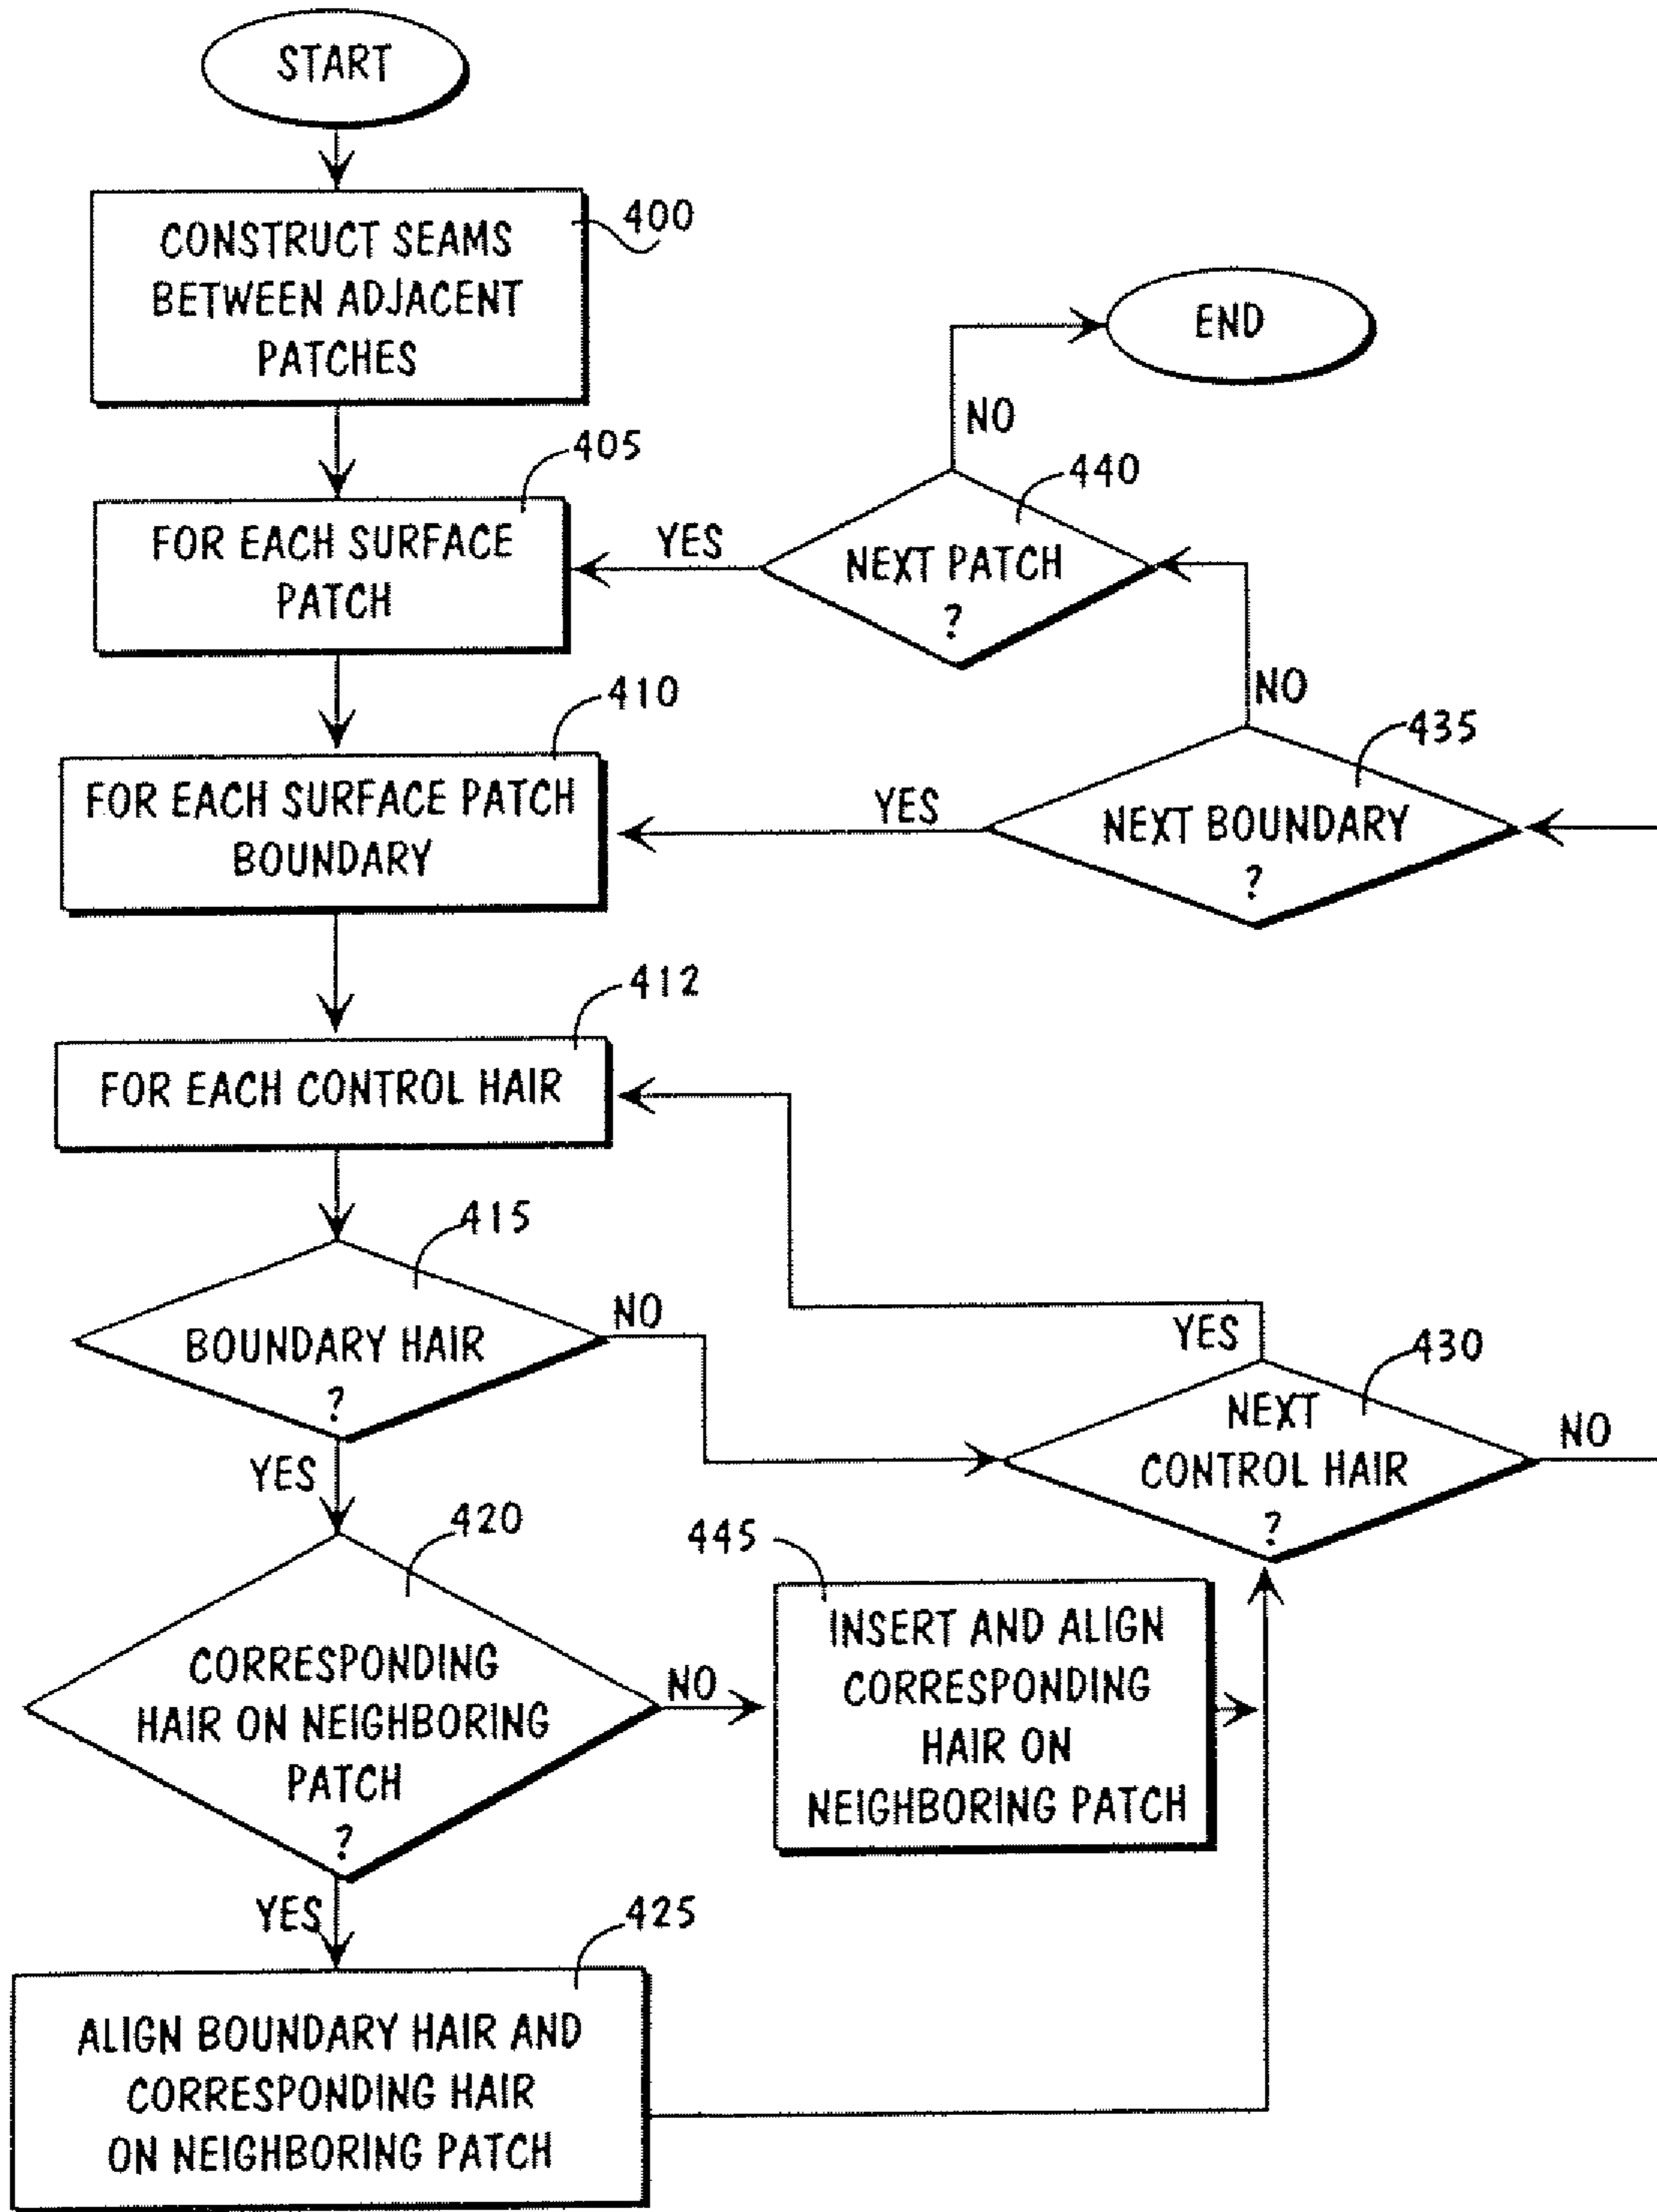 START
CONSTRUCT SEAMS
BETWEEN ADJACENT
PATCHES
400
END
NO
405
FOR EACH SURFACE
PATCH
YES
440
NEXT PATCH
?
NO
410
FOR EACH SURFACE PATCH
BOUNDARY
YES
435
NEXT BOUNDARY
?
412
FOR EACH CONTROL HAIR
415
BOUNDARY HAIR
?
NO
YES
YES
430
NEXT
CONTROL HAIR
?
NO
420
CORRESPONDING
HAIR ON NEIGHBORING
PATCH
?
NO
445
INSERT AND ALIGN
CORRESPONDING
HAIR ON
NEIGHBORING PATCH
YES
425
ALIGN BOUNDARY HAIR AND
CORRESPONDING HAIR
ON NEIGHBORING PATCH